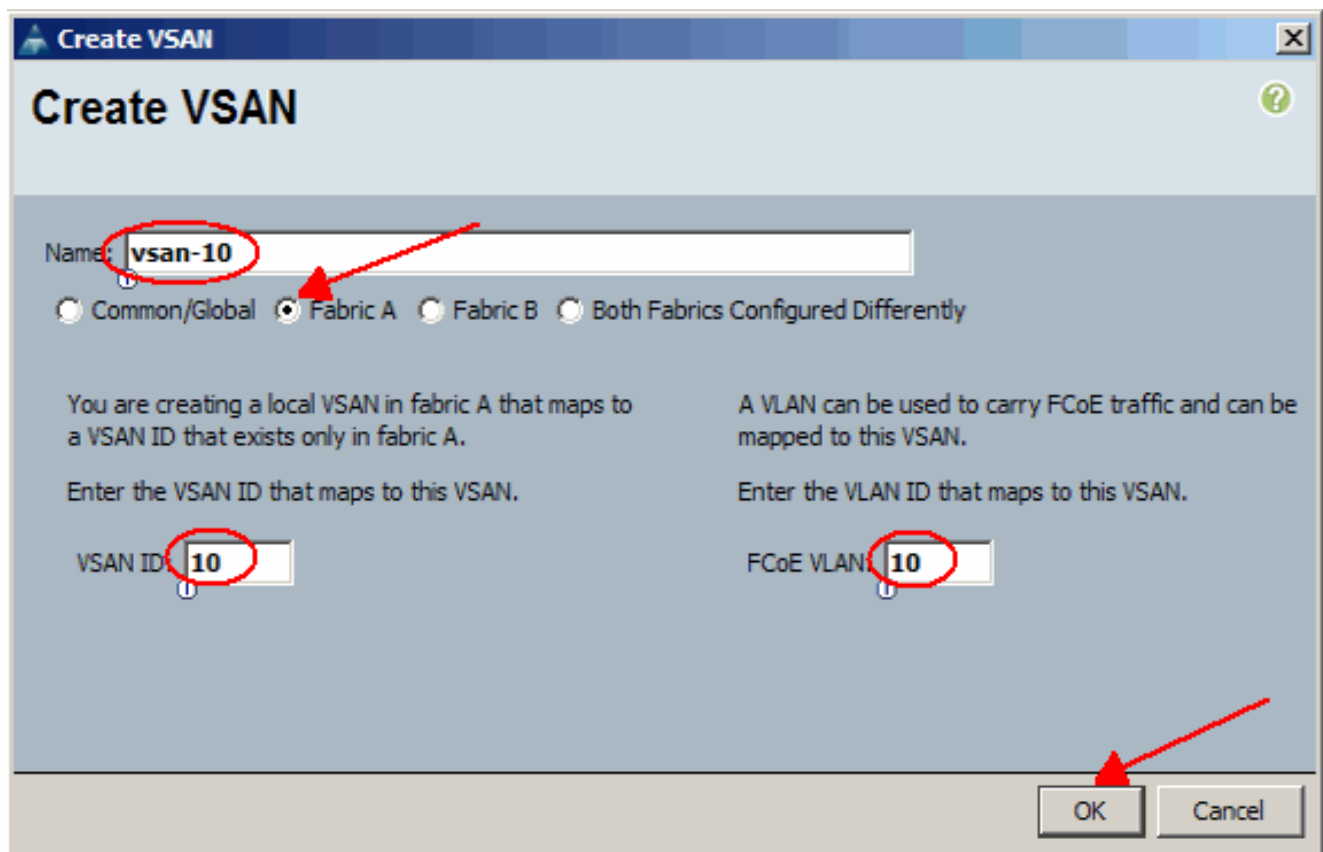 Create VSAN
Create VSAN
Name: vsan-10
Common/Global Fabric A Fabric B Both Fabrics Configured Differently
You are creating a local VSAN in fabric A that maps to
a VSAN ID that exists only in fabric A.
Enter the VSAN ID that maps to this VSAN.
VSAN ID: 10
A VLAN can be used to carry FCoE traffic and can be
mapped to this VSAN.
Enter the VLAN ID that maps to this VSAN.
FCoE VLAN: 10
OK Cancel